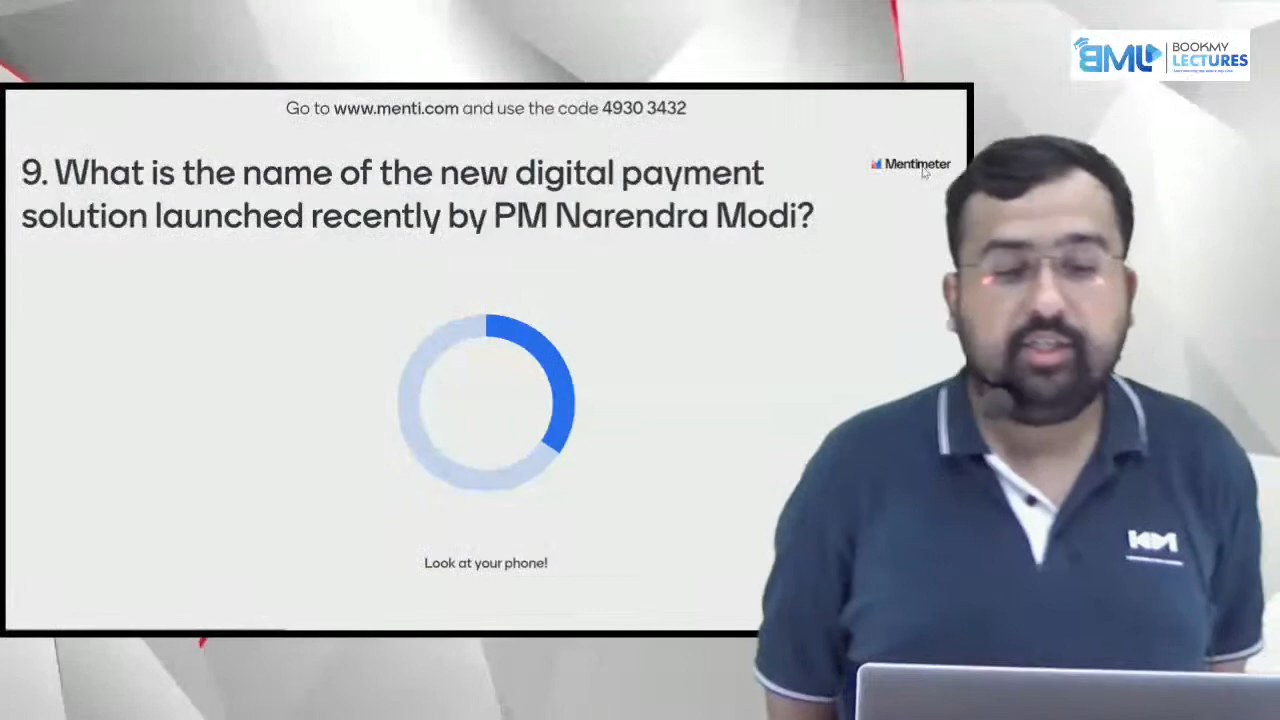 BML
BOOKMY
LECTURES
Go to www.menti.com and use the code 4930 3432
9. What is the name of the new digital payment
solution launched recently by PM Narendra Modi?
Mentimeter
Look at your phone!